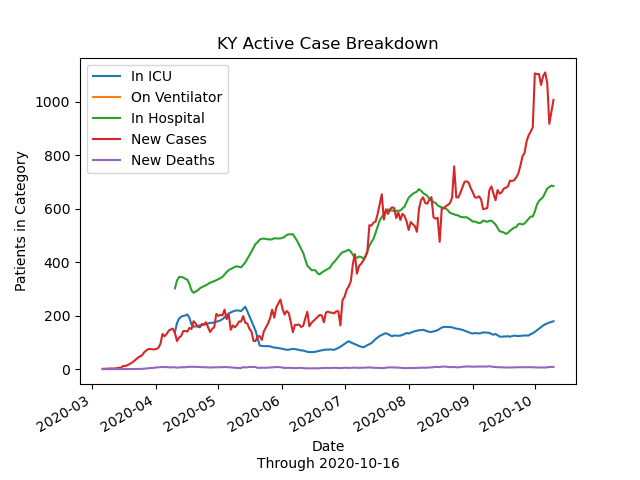 KY Active Case Breakdown
In ICU
On Ventilator
In Hospital
New Cases
New Deaths
Patients in Category
1000
800
600
400
200
0
2020-03
2020-04
2020-05
2020-06
2020-07
2020-08
2020-09
2020-10
Date
Through 2020-10-16